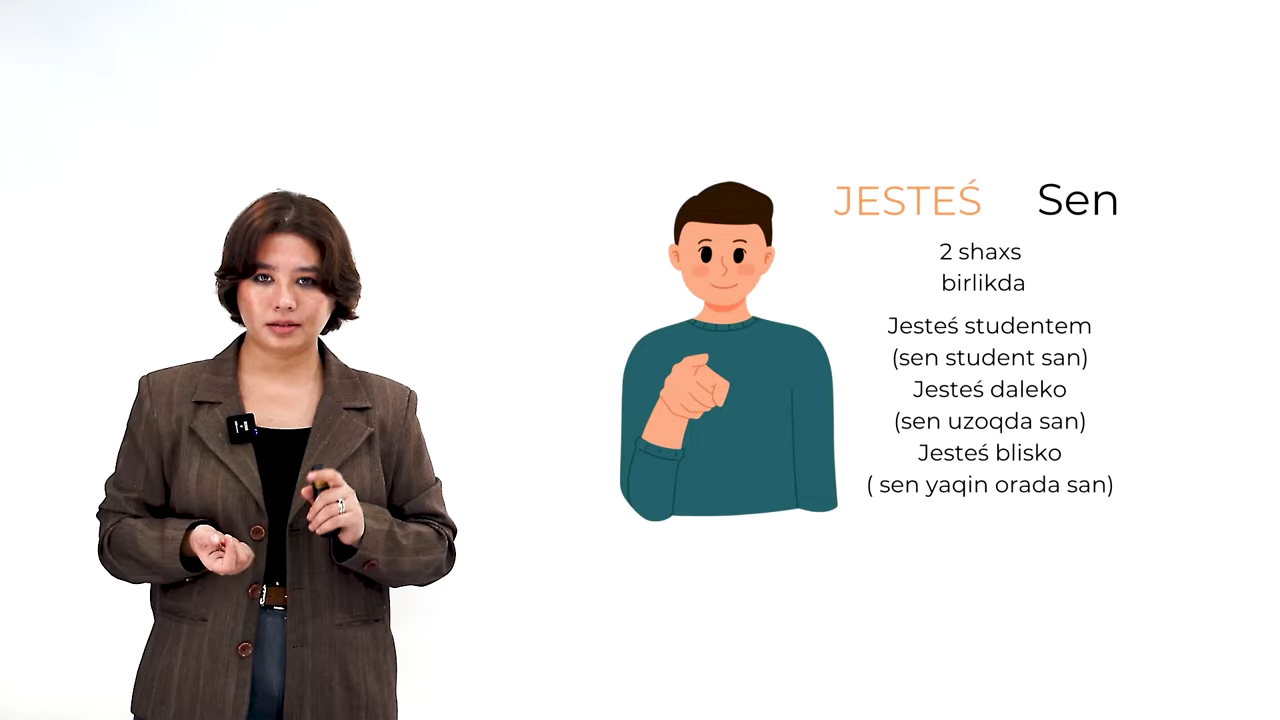 JESTEŚ Sen
2 shaxs
birlikda
Jesteś studentem
(sen student san)
Jesteś daleko
(sen uzoqda san)
Jesteś blisko
( sen yaqin orada san)